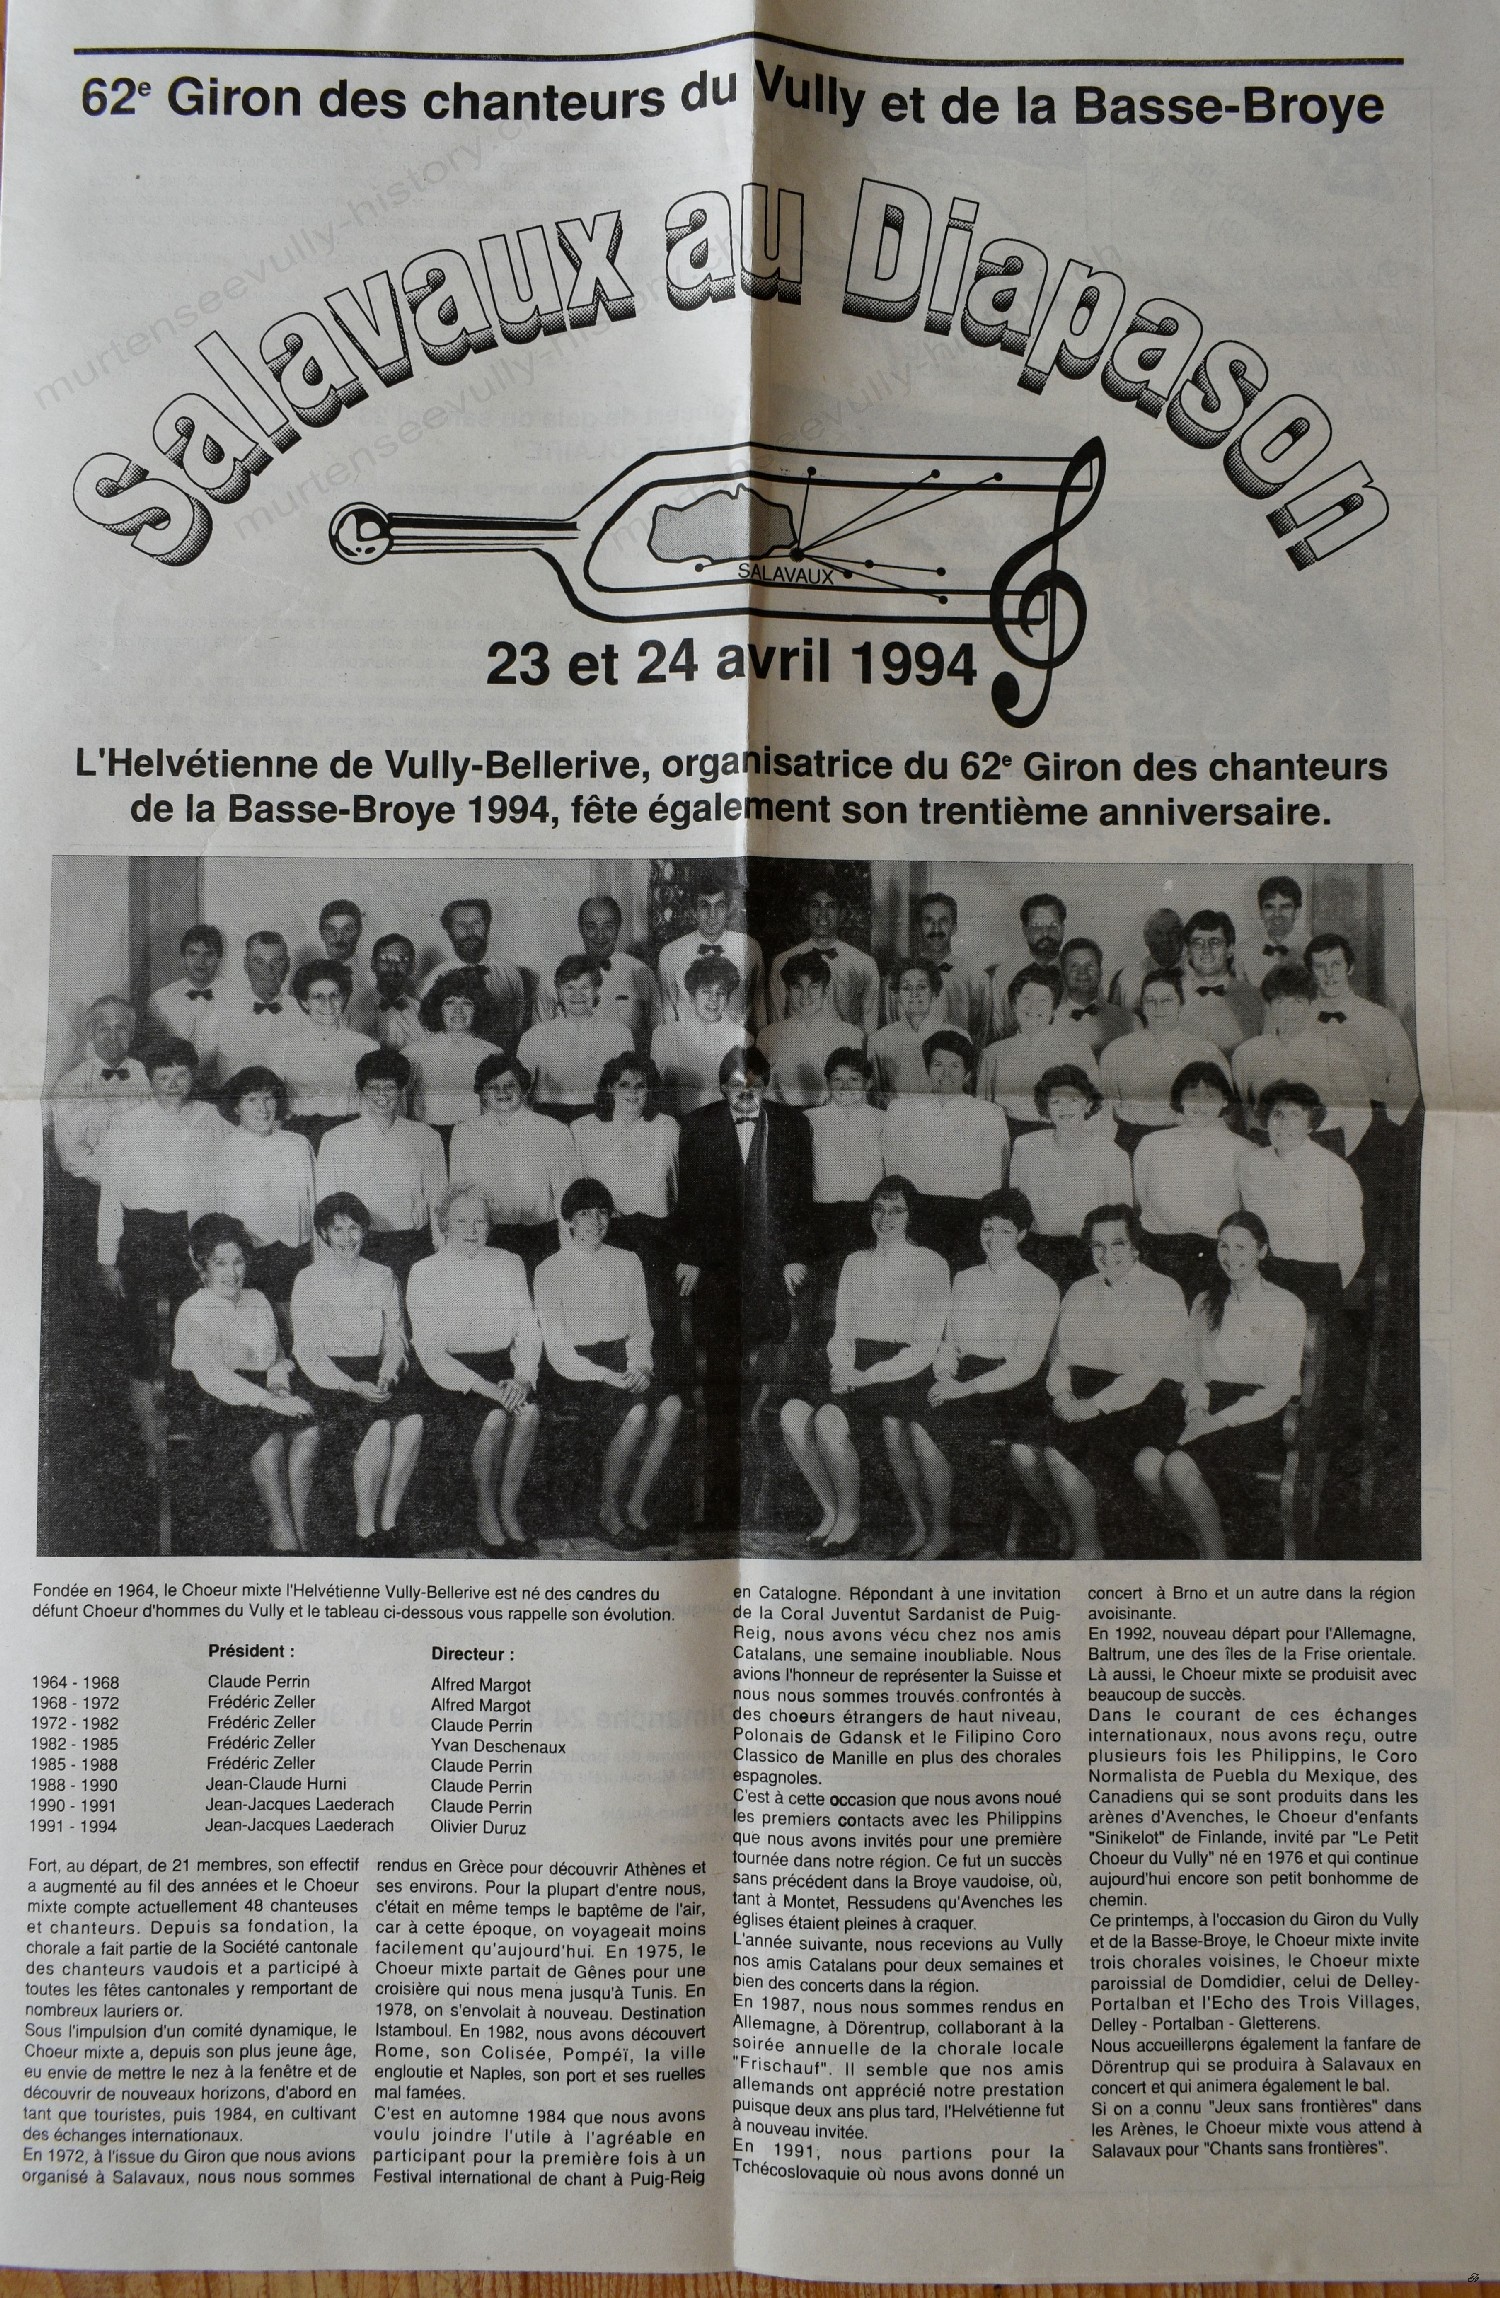 62e Giron des chanteurs du Vully et de la Basse-Broye
Salavaux au Diapason
SALAVAUX
23 et 24 avril 1994
L'Helvétienne de Vully-Bellerive, organisatrice du 62e Giron des chanteurs
de la Basse-Broye 1994, fête également son trentième anniversaire.
Fondée en 1964, le Choeur mixte l'Helvétienne Vully-Bellerive est né des cendres du
défunt Choeur d'hommes du Vully et le tableau ci-dessous vous rappelle son évolution.
Président : Directeur :
1964 - 1968 Claude Perrin Alfred Margot
1968 - 1972 Frédéric Zeller Alfred Margot
1972 - 1982 Frédéric Zeller Claude Perrin
1982 - 1985 Frédéric Zeller Yvan Deschenaux
1985 - 1988 Frédéric Zeller Claude Perrin
1988 - 1990 Jean-Claude Hurni Claude Perrin
1990 - 1991 Jean-Jacques Laederach Claude Perrin
1991 - 1994 Jean-Jacques Laederach Olivier Duruz
Fort, au départ, de 21 membres, son effectif
a augmenté au fil des années et le Choeur
mixte compte actuellement 48 chanteuses
et chanteurs. Depuis sa fondation, la
chorale a fait partie de la Société cantonale
des chanteurs vaudois et a participé à
toutes les fêtes cantonales y remportant de
nombreux lauriers or.
Sous l'impulsion d'un comité dynamique, le
Choeur mixte a, depuis son plus jeune âge,
eu envie de mettre le nez à la fenêtre et de
découvrir de nouveaux horizons, d'abord en
tant que touristes, puis 1984, en cultivant
des échanges internationaux.
En 1972, à l'issue du Giron que nous avions
organisé à Salavaux, nous nous sommes
rendus en Grèce pour découvrir Athènes et
ses environs. Pour la plupart d'entre nous,
c'était en même temps le baptême de l'air,
car à cette époque, on voyageait moins
facilement qu'aujourd'hui. En 1975, le
Choeur mixte partait de Gênes pour une
croisière qui nous mena jusqu'à Tunis. En
1978, on s'envolait à nouveau. Destination
Istamboul. En 1982, nous avons découvert
Rome, son Colisée, Pompéï, la ville
engloutie et Naples, son port et ses ruelles
mal famées.
C'est en automne 1984 que nous avons
voulu joindre l'utile à l'agréable en
participant pour la première fois à un
Festival international de chant à Puig-Reig
en Catalogne. Répondant à une invitation
de la Coral Juventut Sardanist de Puig-
Reig, nous avons vécu chez nos amis
Catalans, une semaine inoubliable. Nous
avions l'honneur de représenter la Suisse et
nous nous sommes trouvés confrontés à
des choeurs étrangers de haut niveau,
Polonais de Gdansk et le Filipino Coro
Classico de Manille en plus des chorales
espagnoles.
C'est à cette occasion que nous avons noué
les premiers contacts avec les Philippins
que nous avons invités pour une première
tournée dans notre région. Ce fut un succès
sans précédent dans la Broye vaudoise, où,
tant à Montet, Ressudens qu'Avenches les
églises étaient pleines à craquer.
L'année suivante, nous recevions au Vully
nos amis Catalans pour deux semaines et
bien des concerts dans la région.
En 1987, nous nous sommes rendus en
Allemagne, à Dörentrup, collaborant à la
soirée annuelle de la chorale locale
"Frischauf". Il semble que nos amis
allemands ont apprécié notre prestation
puisque deux ans plus tard, l'Helvétienne fut
à nouveau invitée.
En 1991, nous partions pour la
Tchécoslovaquie où nous avons donné un
concert à Brno et un autre dans la région
avoisinante.
En 1992, nouveau départ pour l'Allemagne,
Baltrum, une des îles de la Frise orientale.
Là aussi, le Choeur mixte se produisit avec
beaucoup de succès.
Dans le courant de ces échanges
internationaux, nous avons reçu, outre
plusieurs fois les Philippins, le Coro
Normalista de Puebla du Mexique, des
Canadiens qui se sont produits dans les
arènes d'Avenches, le Choeur d'enfants
"Sinikelot" de Finlande, invité par "Le Petit
Choeur du Vully" né en 1976 et qui continue
aujourd'hui encore son petit bonhomme de
chemin.
Ce printemps, à l'occasion du Giron du Vully
et de la Basse-Broye, le Choeur mixte invite
trois chorales voisines, le Choeur mixte
paroissial de Domdidier, celui de Delley-
Portalban et l'Echo des Trois Villages,
Delley - Portalban - Gletterens.
Nous accueillerons également la fanfare de
Dörentrup qui se produira à Salavaux en
concert et qui animera également le bal.
Si on a connu "Jeux sans frontières" dans
les Arènes, le Choeur mixte vous attend à
Salavaux pour "Chants sans frontières".